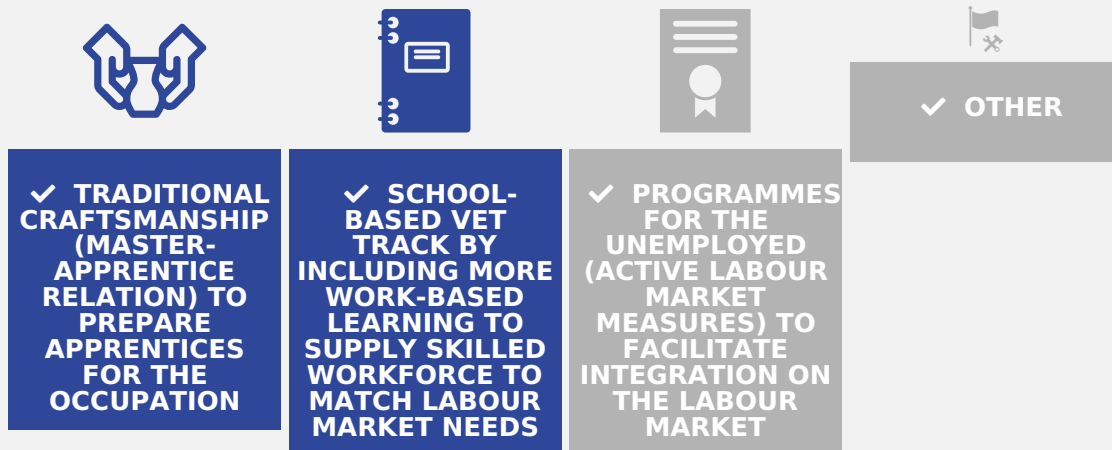 TRADITIONAL
CRAFTSMANSHIP
(MASTER-
APPRENTICE
RELATION) TO
PREPARE
APPRENTICES
FOR THE
OCCUPATION
SCHOOL-
BASED VET
TRACK BY
INCLUDING MORE
WORK-BASED
LEARNING TO
SUPPLY SKILLED
WORKFORCE TO
MATCH LABOUR
MARKET NEEDS
PROGRAMMES
FOR THE
UNEMPLOYED
(ACTIVE LABOUR
MARKET
MEASURES) TO
FACILITATE
INTEGRATION ON
THE LABOUR
MARKET
OTHER